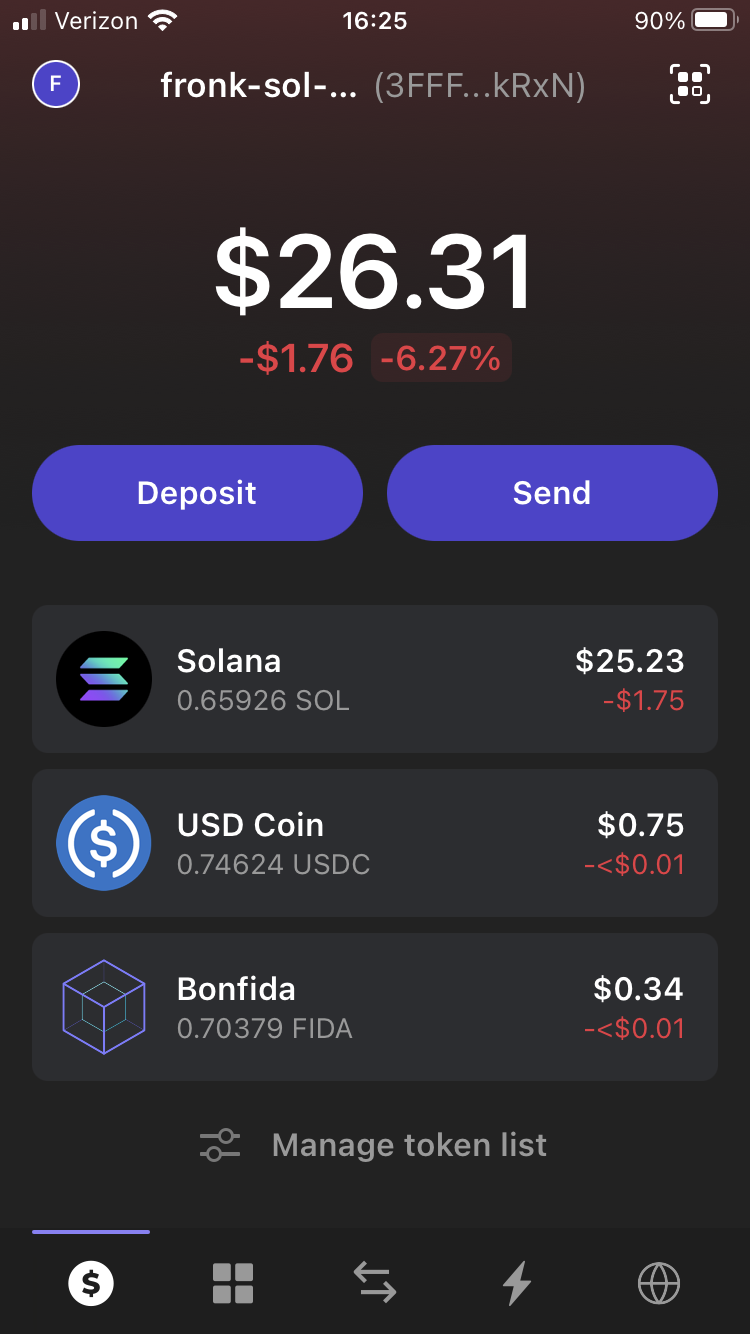 Verizon 16:25 90%
F fronk-sol-... (3FFF...kRxN)
$26.31
-$1.76 -6.27%
Deposit Send
Solana $25.23
0.65926 SOL -$1.75
USD Coin $0.75
0.74624 USDC -<$0.01
Bonfida $0.34
0.70379 FIDA -<$0.01
Manage token list